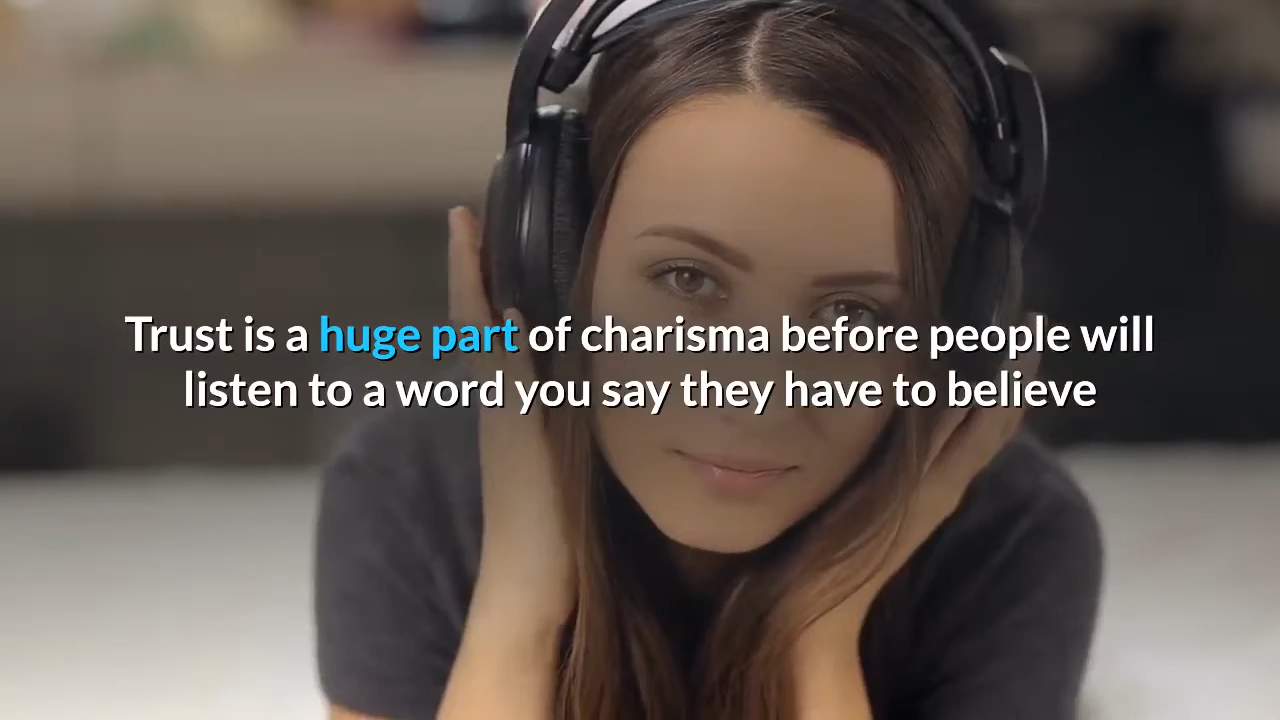 Trust is a huge part of charisma before people will
listen to a word you say they have to believe